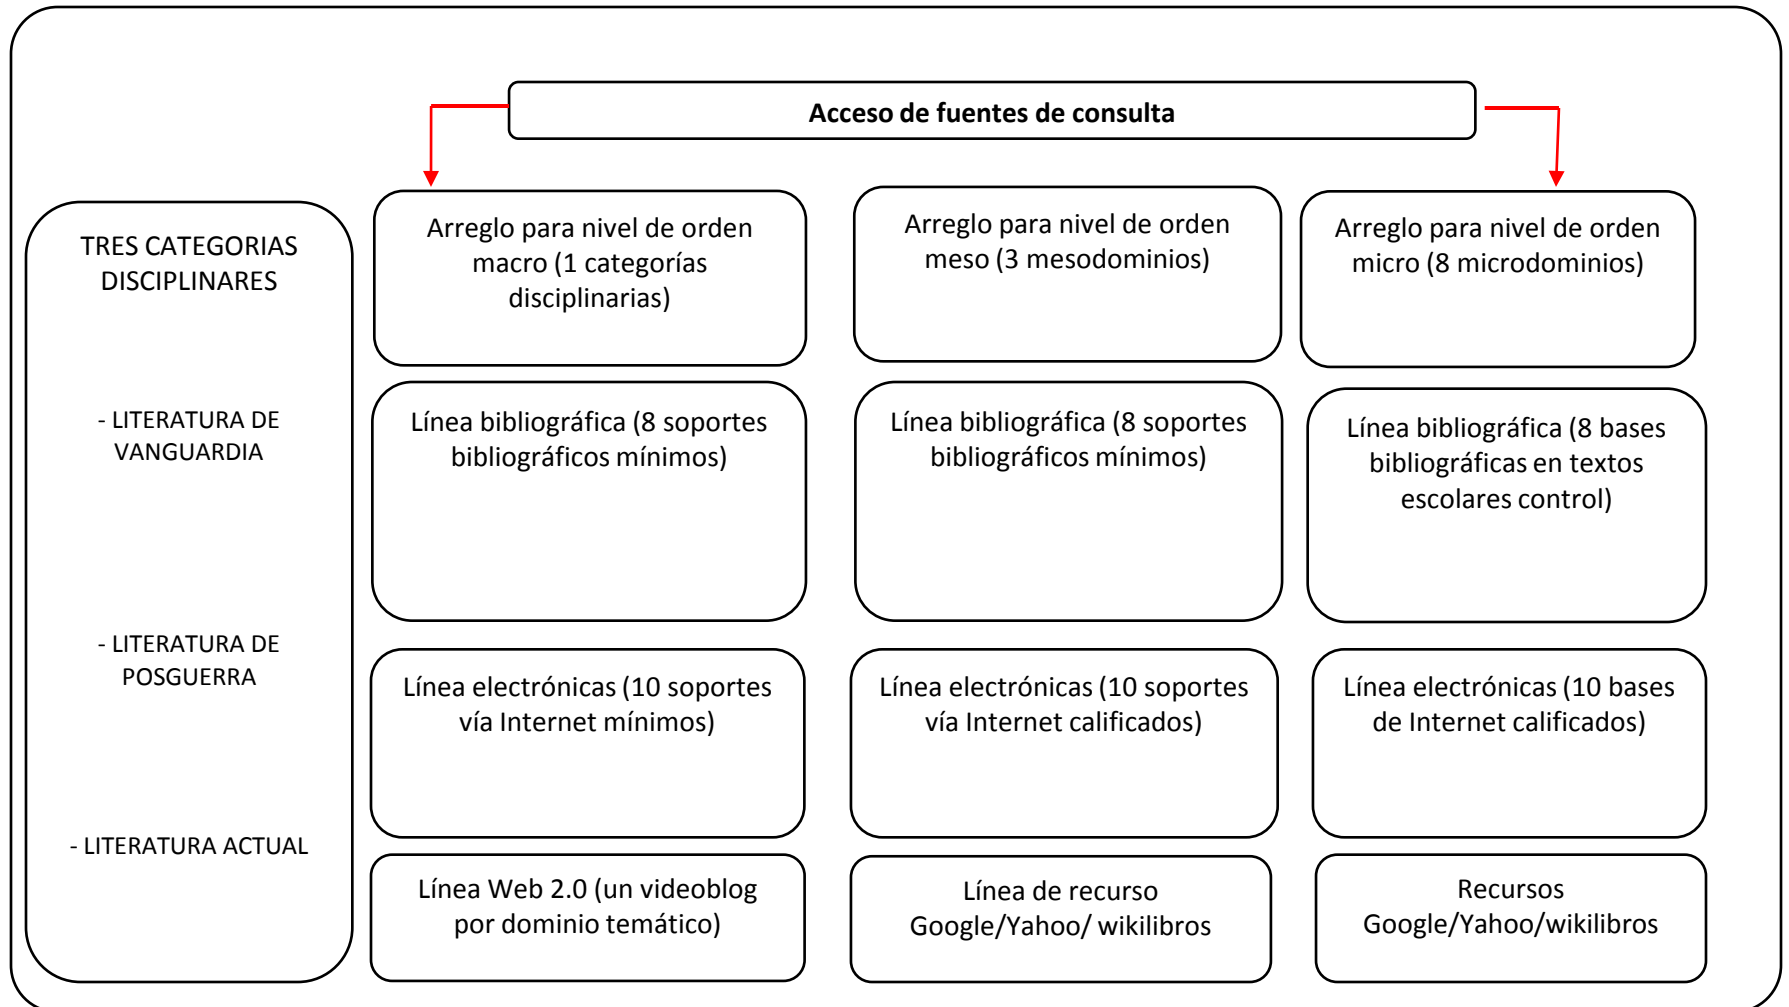 Acceso de fuentes de consulta
TRES CATEGORIAS
DISCIPLINARES
- LITERATURA DE
VANGUARDIA
- LITERATURA DE
POSGUERRA
- LITERATURA ACTUAL
Arreglo para nivel de orden
macro (1 categorías
disciplinarias)
Arreglo para nivel de orden
meso (3 mesodominios)
Arreglo para nivel de orden
micro (8 microdominios)
Línea bibliográfica (8 soportes
bibliográficos mínimos)
Línea bibliográfica (8 soportes
bibliográficos mínimos)
Línea bibliográfica (8 bases
bibliográficas en textos
escolares control)
Línea electrónicas (10 soportes
vía Internet mínimos)
Línea electrónicas (10 soportes
vía Internet calificados)
Línea electrónicas (10 bases
de Internet calificados)
Línea Web 2.0 (un videoblog
por dominio temático)
Línea de recurso
Google/Yahoo/ wikilibros
Recursos
Google/Yahoo/wikilibros